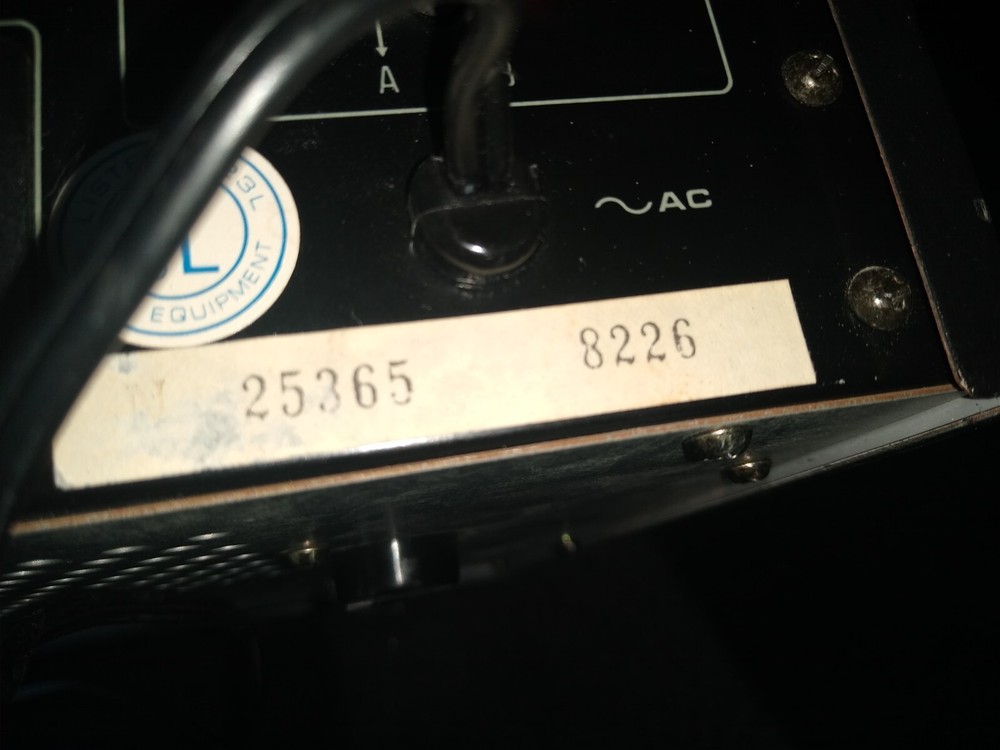 A B
~AC
EQUIPMENT
25365 8226